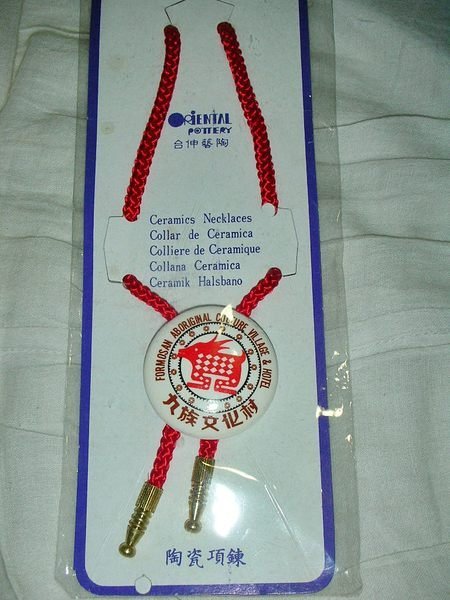 ORIENTAL
POTTERY
台伸藝陶
Ceramics Necklaces
Collar de Cerámica
Colliere de Ceramique
Collana Ceramica
Ceramik Halsbano
FORMOSAN ABORIGINAL CULTURE VILLAGE & HOTEL
九族文化村
陶瓷項鍊